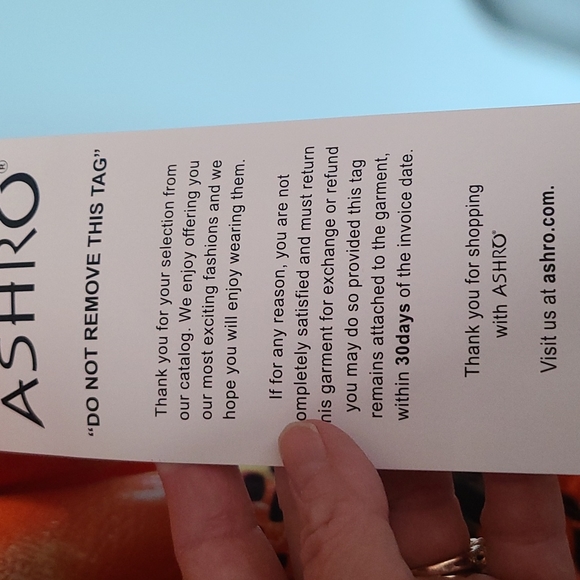 ASHRO®
"DO NOT REMOVE THIS TAG"
Thank you for your selection from
our catalog. We enjoy offering you
our most exciting fashions and we
hope you will enjoy wearing them.
If for any reason, you are not
ompletely satisfied and must return
his garment for exchange or refund
you may do so provided this tag
remains attached to the garment,
within 30days of the invoice date.
Thank you for shopping
with ASHRO®
Visit us at ashro.com.